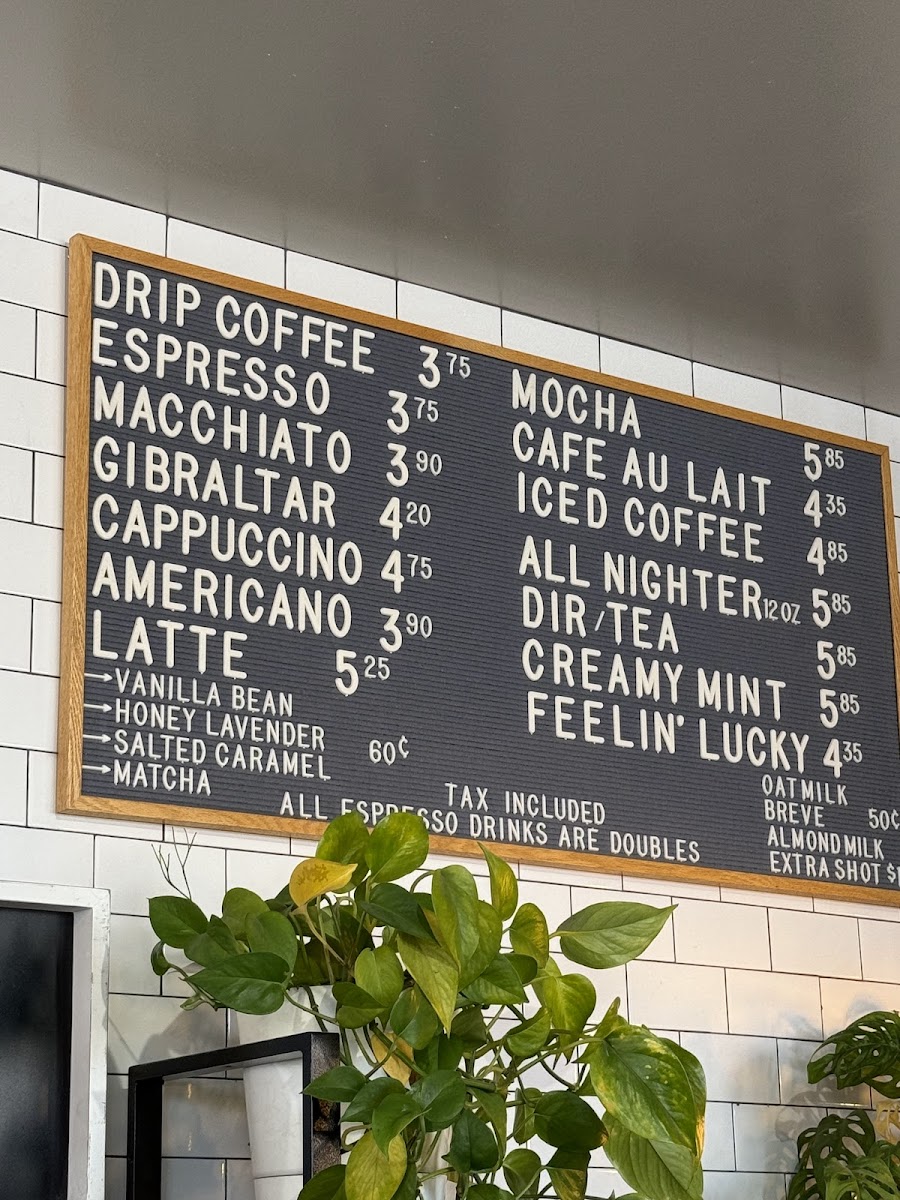 DRIP COFFEE 3 75
ESPRESSO 3 75
MACCHIATO 3 90
GIBRALTAR 4 20
CAPPUCCINO 4 75
AMERICANO 3 90
LATTE 5 25
→VANILLA BEAN
→HONEY LAVENDER
→SALTED CARAMEL 60¢
→MATCHA
MOCHA 5 85
CAFE AU LAIT 4 35
ICED COFFEE 4 85
ALL NIGHTER 12OZ 5 85
DIR/TEA 5 85
CREAMY MINT 5 85
FEELIN' LUCKY 4 35
OAT MILK
BREVE 50¢
ALMOND MILK
EXTRA SHOT $
TAX INCLUDED
ALL ESPRESSO DRINKS ARE DOUBLES